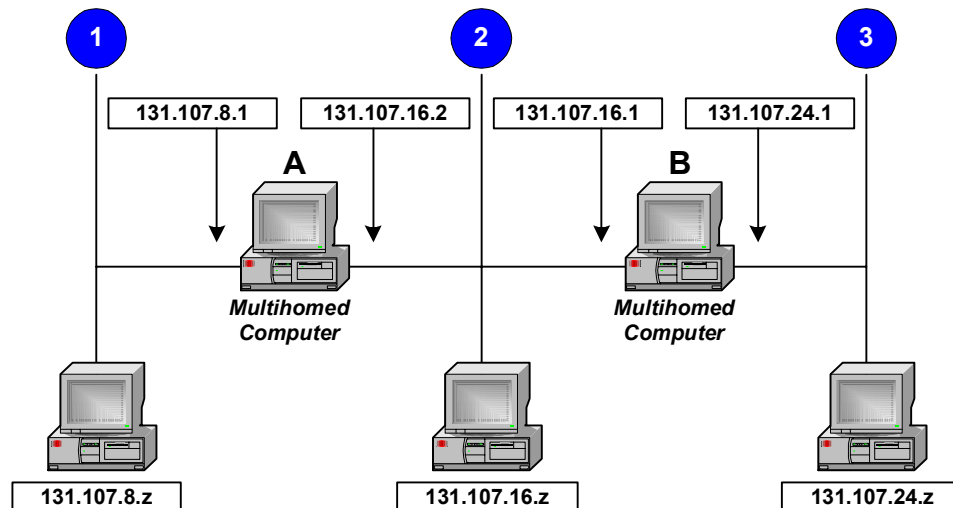 1
2
3
131.107.8.1
131.107.16.2
131.107.16.1
131.107.24.1
A
B
Multihomed
Computer
Multihomed
Computer
131.107.8.z
131.107.16.z
131.107.24.z